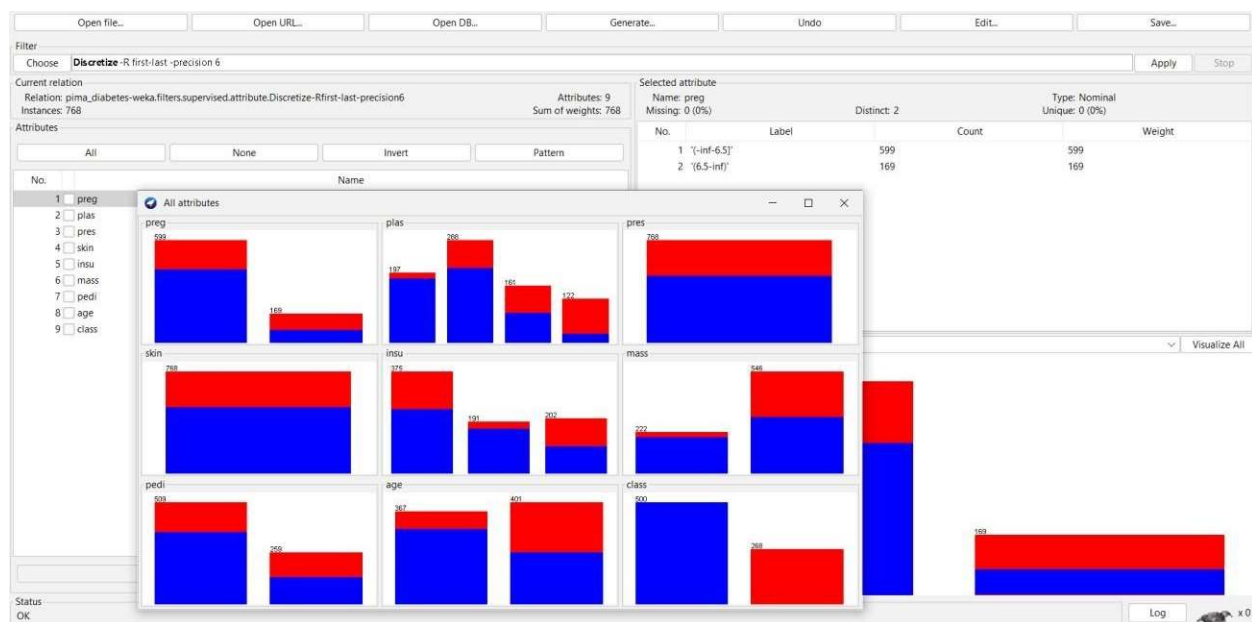 Open file...
Open URL...
Open DB...
Generate...
Undo
Edit...
Save...
Filter
Choose
Discretize -R first-last -precision 6
Apply
Stop
Current relation
Relation: pima_diabetes-weka.filters.supervised.attribute.Discretize-Rfirst-last-precision6
Attributes: 9
Instances: 768
Sum of weights: 768
Selected attribute
Name: preg
Type: Nominal
Missing: 0 (0%)
Distinct: 2
Unique: 0 (0%)
No. Label Count Weight
1 '(-inf-6.5]' 599 599
2 '(6.5-inf)' 169 169
Attributes
All
None
Invert
Pattern
No. Name
1 preg
2 plas
3 pres
4 skin
5 insu
6 mass
7 pedi
8 age
9 class
All attributes
preg
599
169
plas
197
268
161
122
pres
768
skin
768
insu
375
191
202
mass
222
546
pedi
509
259
age
367
401
class
500
268
Visualize All
169
Status
OK
Log
x 0